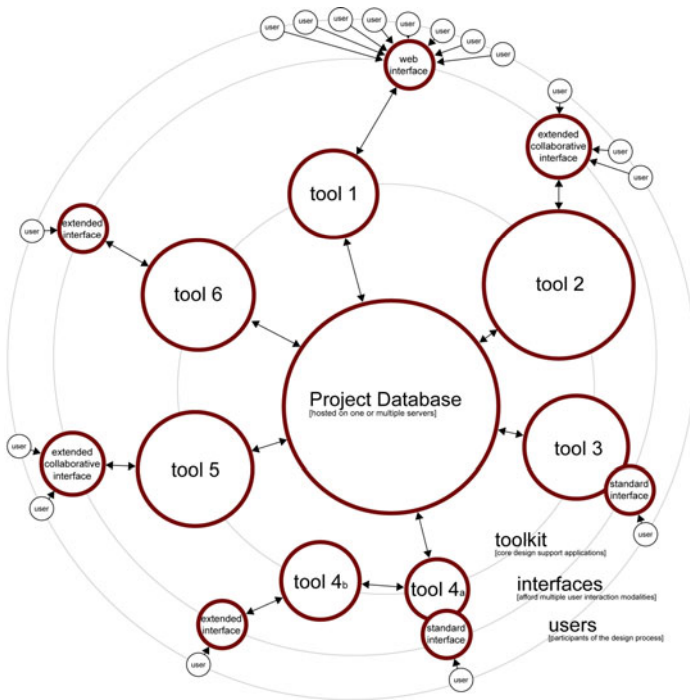 user
user
user
user
user
user
user
user
web
interface
user
extended
collaborative
interface
user
user
tool 1
extended
interface
user
tool 6
tool 2
Project Database
[hosted on one or multiple servers]
tool 3
user
extended
collaborative
interface
tool 5
user
standard
interface
user
toolkit
[core design support applications]
tool 4b
tool 4a
interfaces
[afford multiple user interaction modalities]
extended
interface
users
[participants of the design process]
standard
interface
user
user